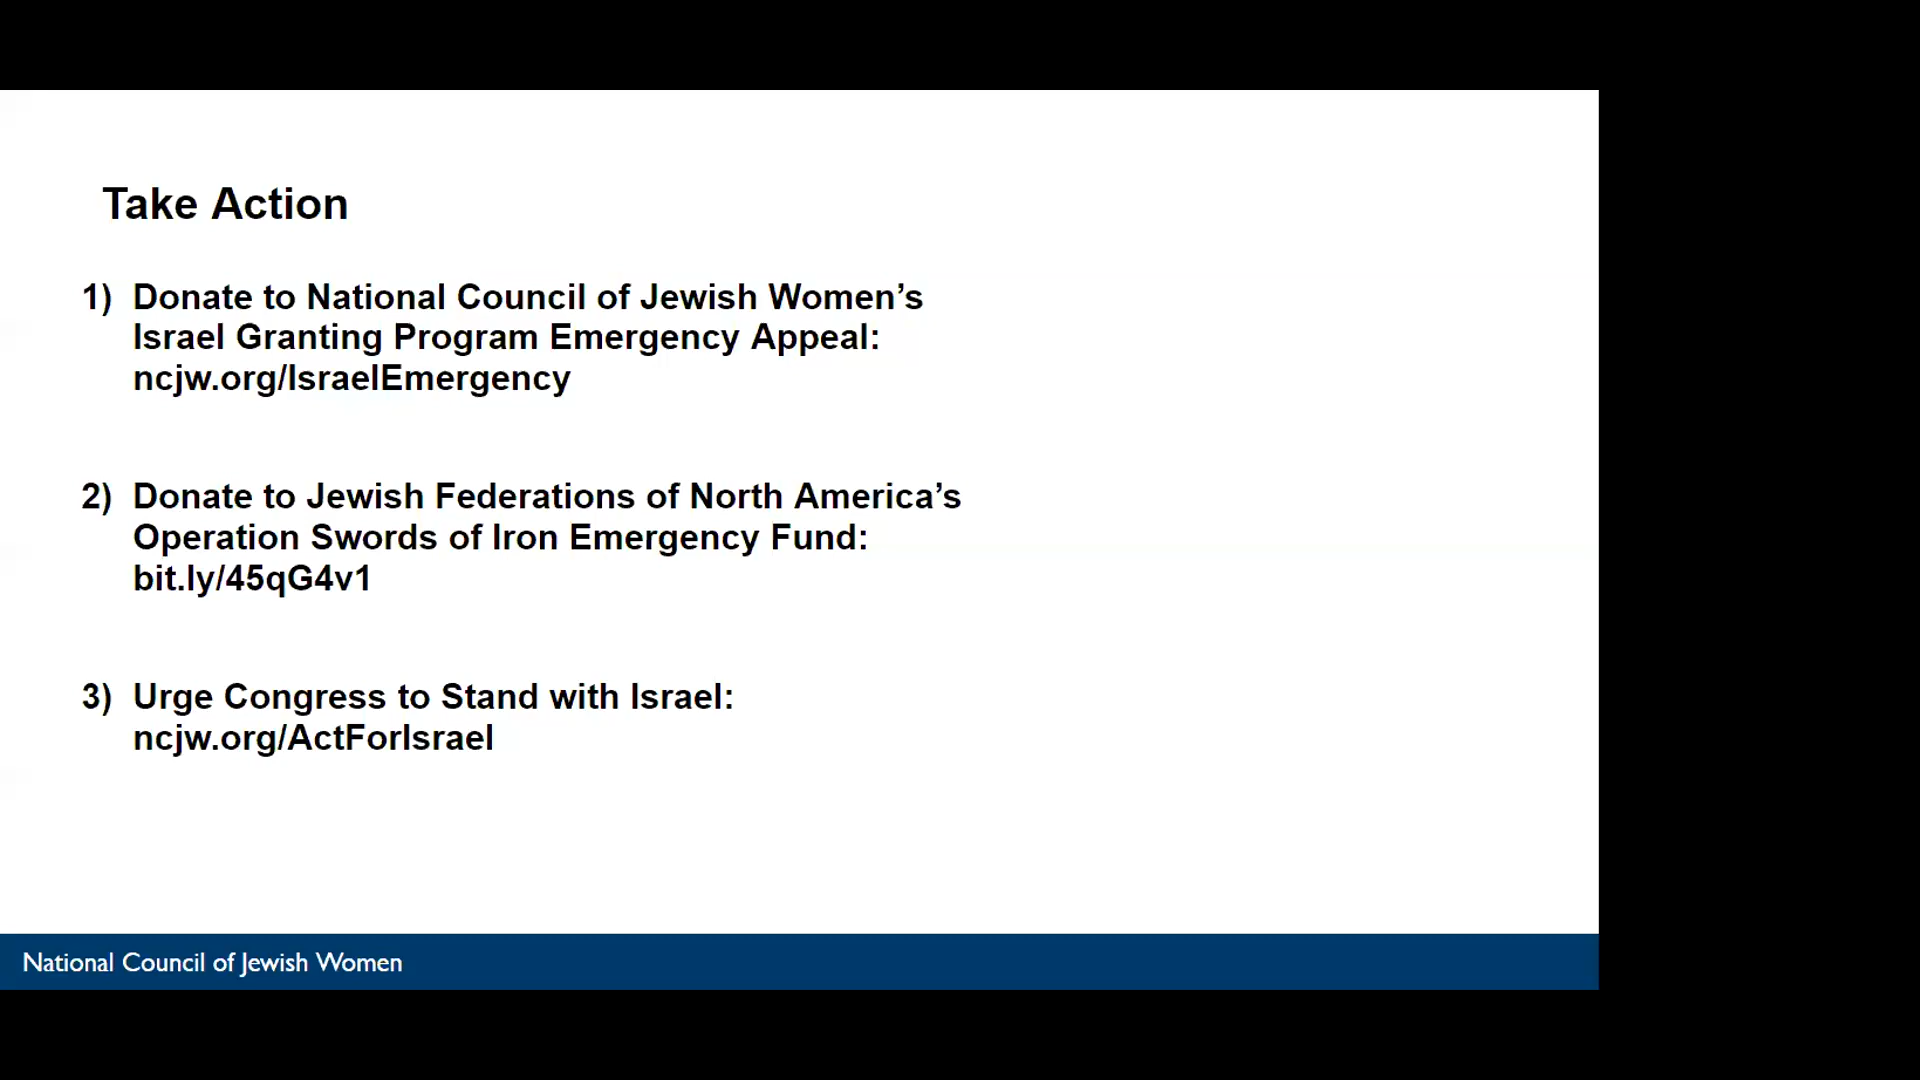 Take Action
1) Donate to National Council of Jewish Women’s
Israel Granting Program Emergency Appeal:
ncjw.org/IsraelEmergency
2) Donate to Jewish Federations of North America’s
Operation Swords of Iron Emergency Fund:
bit.ly/45qG4v1
3) Urge Congress to Stand with Israel:
ncjw.org/ActForIsrael
National Council of Jewish Women